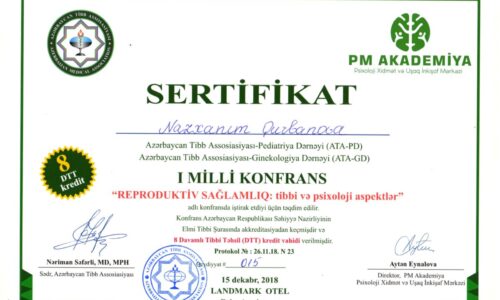 AZƏRBAYCAN TİBB ASSOSİASİYASI
AZERBAIJAN MEDICAL ASSOCIATION
PM AKADEMİYA
Psixoloji Xidmət və Uşaq İnkişaf Mərkəzi
SERTİFİKAT
Nazxanım Qurbanova
Azərbaycan Tibb Assosiasiyası-Pediatriya Dərnəyi (ATA-PD)
Azərbaycan Tibb Assosiasiyası-Ginekologiya Dərnəyi (ATA-GD)
8
DTT
kredit
I MİLLİ KONFRANS
“REPRODUKTİV SAĞLAMLIQ: tibbi və psixoloji aspektlər”
adlı konfransda iştirak etdiyi üçün təqdim edilir.
Konfrans Azərbaycan Respublikası Səhiyyə Nazirliyinin
Elmi Tibbi Şurasında akkreditasiyadan keçmişdir və
8 Davamlı Tibbi Təhsil (DTT) kredit vahidi verilmişdir.
Protokol № : 26.11.18. N 23
Qeydiyyat # 015
Nariman Safarli, MD, MPH
Sədr, Azərbaycan Tibb Assosiasiyası
Aytən Eynalova
Direktor, PM Akademiya
Psixoloji Xidmət və Uşaq İnkişaf Mərkəzi
15 dekabr, 2018
LANDMARK OTEL